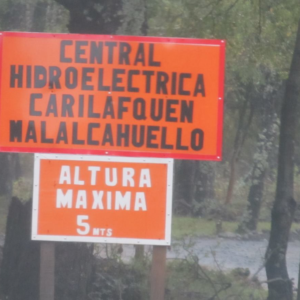 CENTRAL
HIDROELECTRICA
CARILAFQUEN
MALALCAHUELLO
ALTURA
MAXIMA
5 MTS